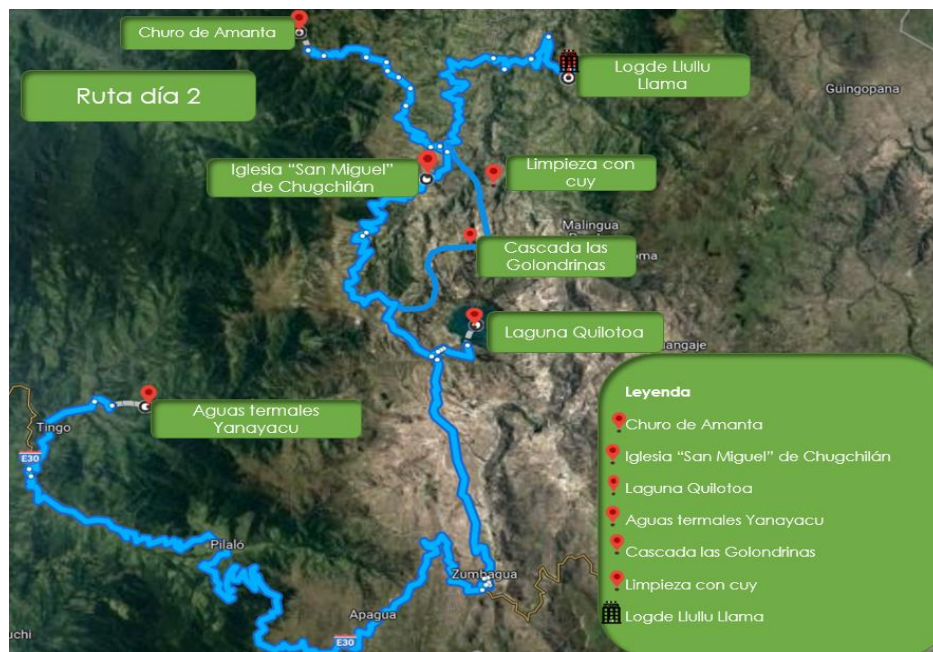 Churo de Amanta
Logde Llullu
Llama
Ruta día 2
Güingopana
Iglesia “San Miguel”
de Chugchilán
Limpieza con
cuy
Malingua
Cascada las
Golondrinas
Laguna Quilotoa
Aguas termales
Yanayacu
Tingo
E30
Pilaló
Zumbagua
Apagua
E30
Leyenda
Churo de Amanta
Iglesia “San Miguel” de Chugchilán
Laguna Quilotoa
Aguas termales Yanayacu
Cascada las Golondrinas
Limpieza con cuy
Logde Llullu Llama